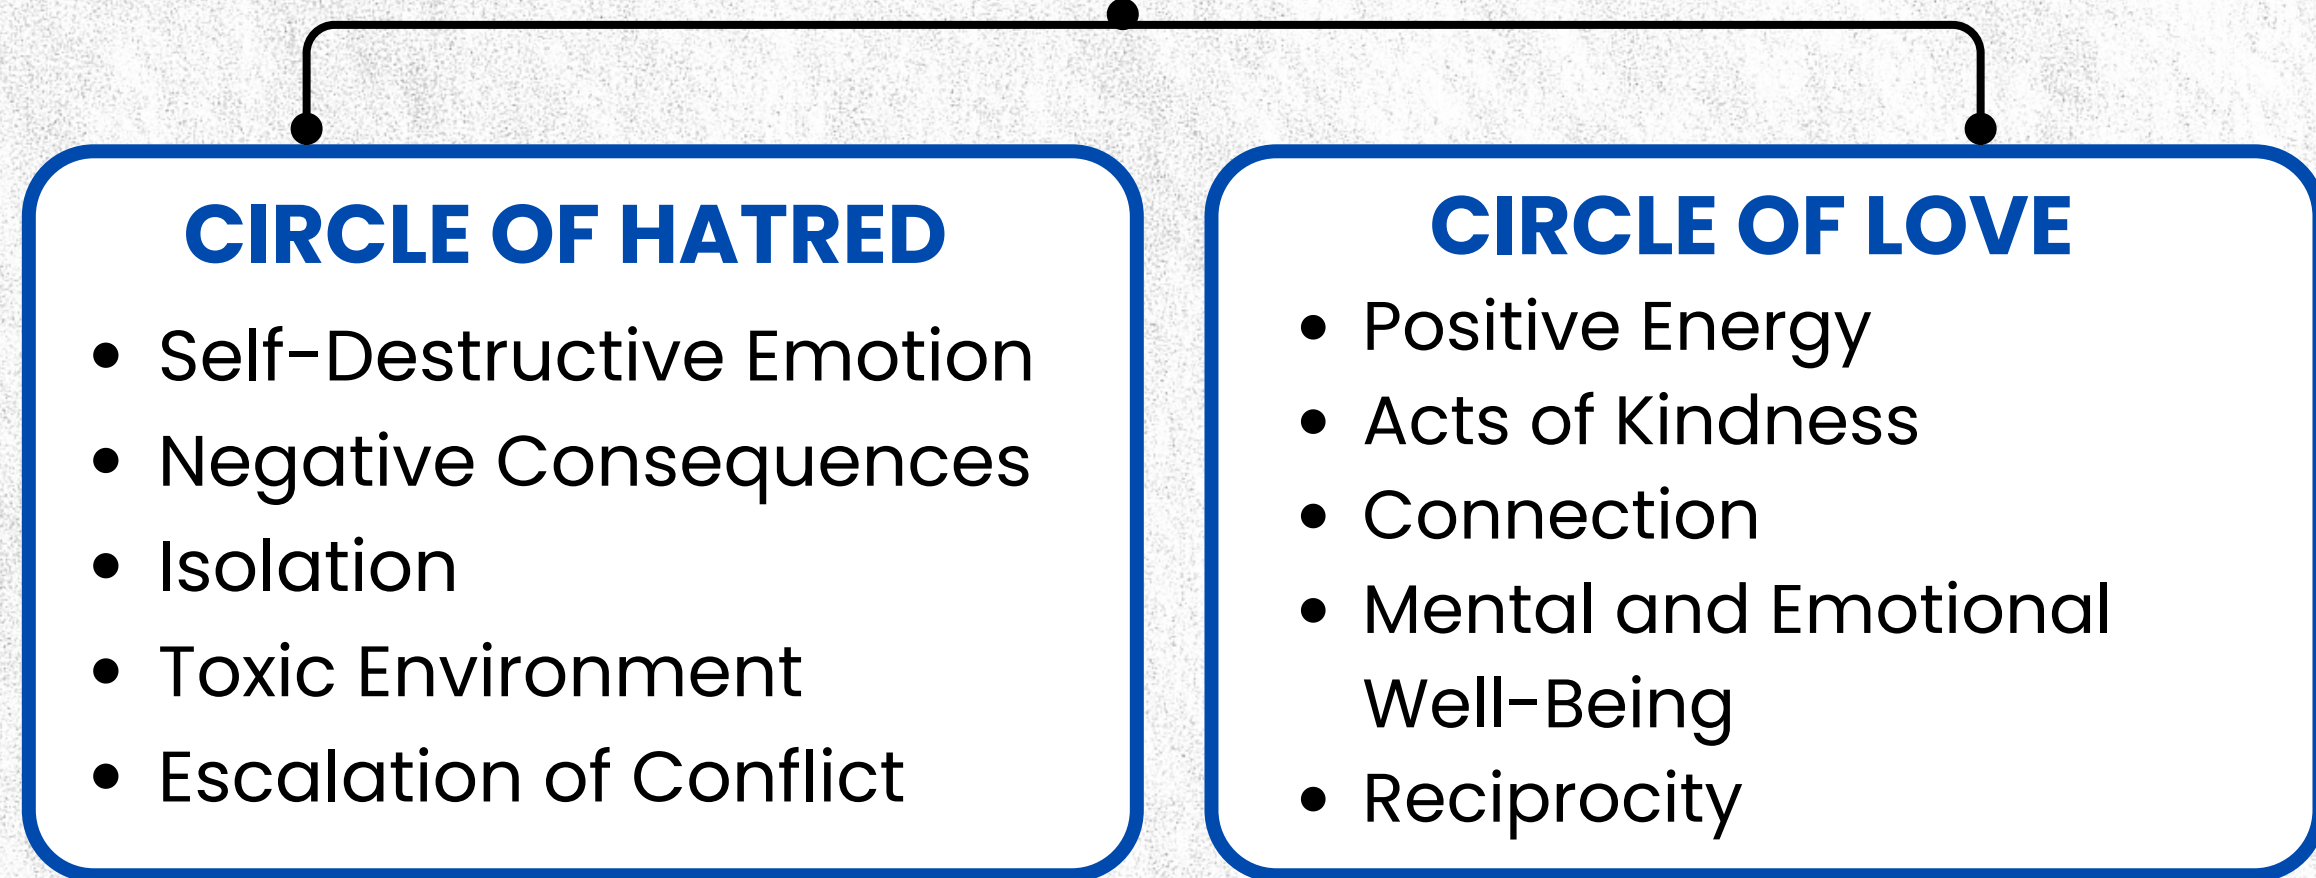 CIRCLE OF HATRED
• Self-Destructive Emotion
• Negative Consequences
• Isolation
• Toxic Environment
• Escalation of Conflict
CIRCLE OF LOVE
• Positive Energy
• Acts of Kindness
• Connection
• Mental and Emotional
Well-Being
• Reciprocity